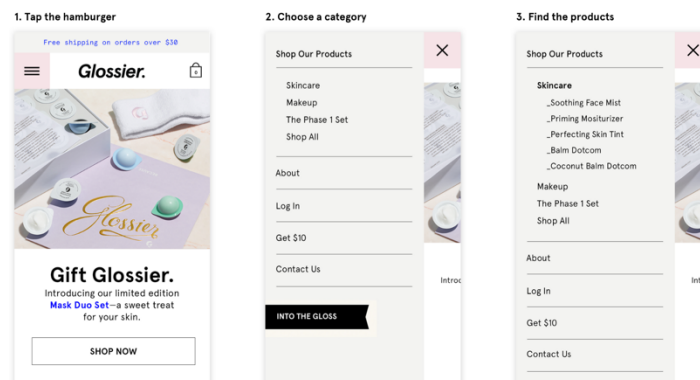 1. Tap the hamburger
Free shipping on orders over $30
Glossier.
0
Glossier
Gift Glossier.
Introducing our limited edition
Mask Duo Set—a sweet treat
for your skin.
SHOP NOW
2. Choose a category
Shop Our Products
Skincare
Makeup
The Phase 1 Set
Shop All
About
Log In
Get $10
Contact Us
INTO THE GLOSS
Introd
3. Find the products
Shop Our Products
Skincare
_Soothing Face Mist
_Priming Mositurizer
_Perfecting Skin Tint
_Balm Dotcom
_Coconut Balm Dotcom
Makeup
The Phase 1 Set
Shop All
About
Log In
Get $10
Contact Us
Int